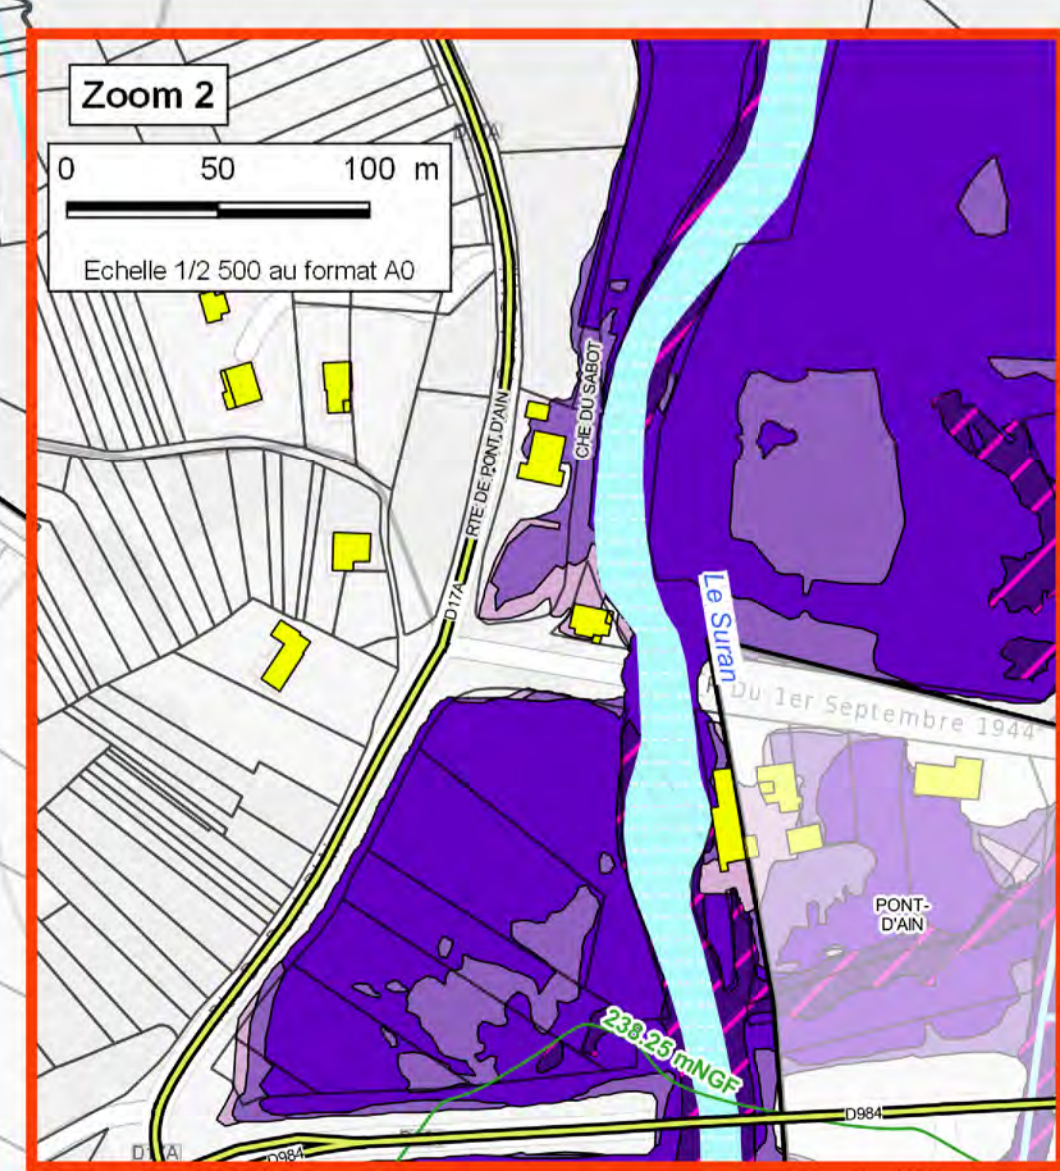 Zoom 2
0 50 100 m
Echelle 1/2 500 au format A0
CHE DU SABOT
RTE DE PONT D'AIN
D17A
Le Suran
Du 1er Septembre 1944
PONT-
D'AIN
238.25 mNGF
D984
D17A
D984